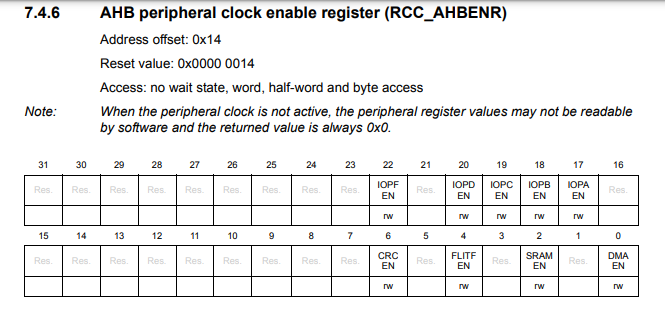 7.4.6 AHB peripheral clock enable register (RCC_AHBENR)
Address offset: 0x14
Reset value: 0x0000 0014
Access: no wait state, word, half-word and byte access
Note: When the peripheral clock is not active, the peripheral register values may not be readable
by software and the returned value is always 0x0.
31 30 29 28 27 26 25 24 23 22 21 20 19 18 17 16
Res. Res. Res. Res. Res. Res. Res. Res. Res. IOPF EN Res. IOPD EN IOPC EN IOPB EN IOPA EN Res.
rw rw rw rw rw
15 14 13 12 11 10 9 8 7 6 5 4 3 2 1 0
Res. Res. Res. Res. Res. Res. Res. Res. Res. CRC EN Res. FLITF EN Res. SRAM EN Res. DMA EN
rw rw rw rw